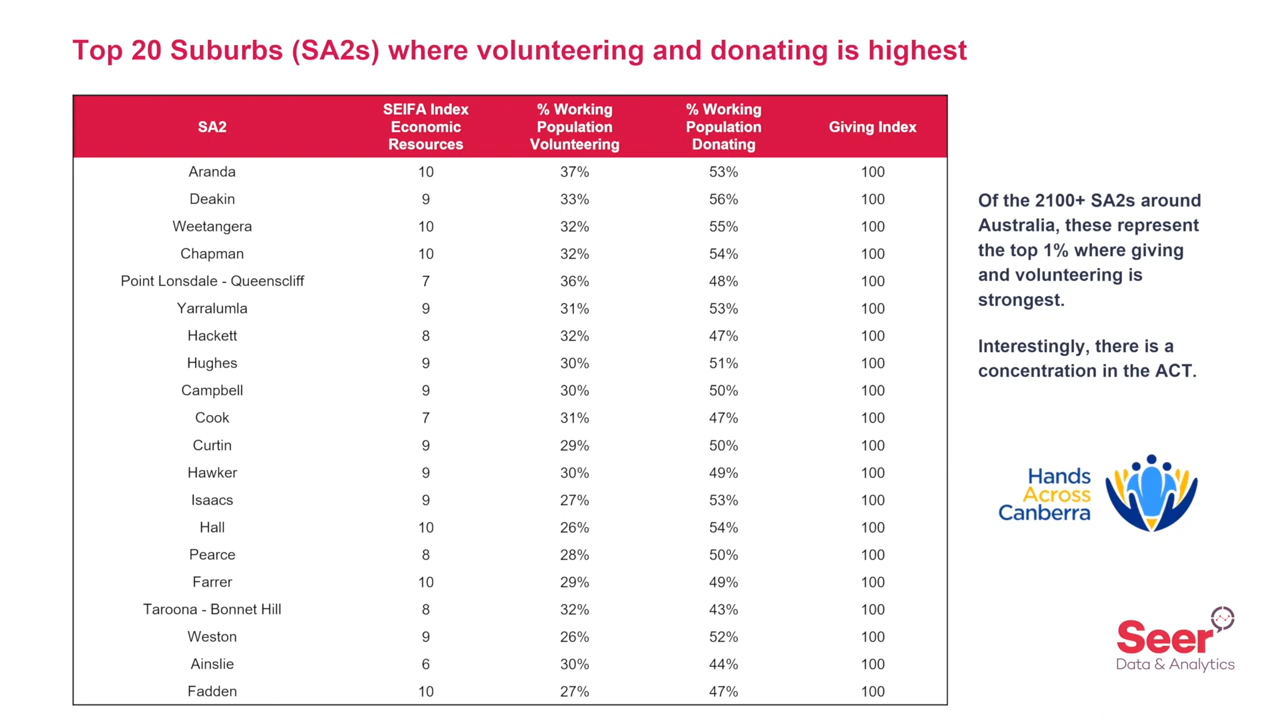 Top 20 Suburbs (SA2s) where volunteering and donating is highest
SA2 SEIFA Index Economic Resources % Working Population Volunteering % Working Population Donating Giving Index
Aranda 10 37% 53% 100
Deakin 9 33% 56% 100
Weetangera 10 32% 55% 100
Chapman 10 32% 54% 100
Point Lonsdale - Queenscliff 7 36% 48% 100
Yarralumla 9 31% 53% 100
Hackett 8 32% 47% 100
Hughes 9 30% 51% 100
Campbell 9 30% 50% 100
Cook 7 31% 47% 100
Curtin 9 29% 50% 100
Hawker 9 30% 49% 100
Isaacs 9 27% 53% 100
Hall 10 26% 54% 100
Pearce 8 28% 50% 100
Farrer 10 29% 49% 100
Taroona - Bonnet Hill 8 32% 43% 100
Weston 9 26% 52% 100
Ainslie 6 30% 44% 100
Fadden 10 27% 47% 100
Of the 2100+ SA2s around
Australia, these represent
the top 1% where giving
and volunteering is
strongest.
Interestingly, there is a
concentration in the ACT.
Hands
Across
Canberra
Seer
Data & Analytics